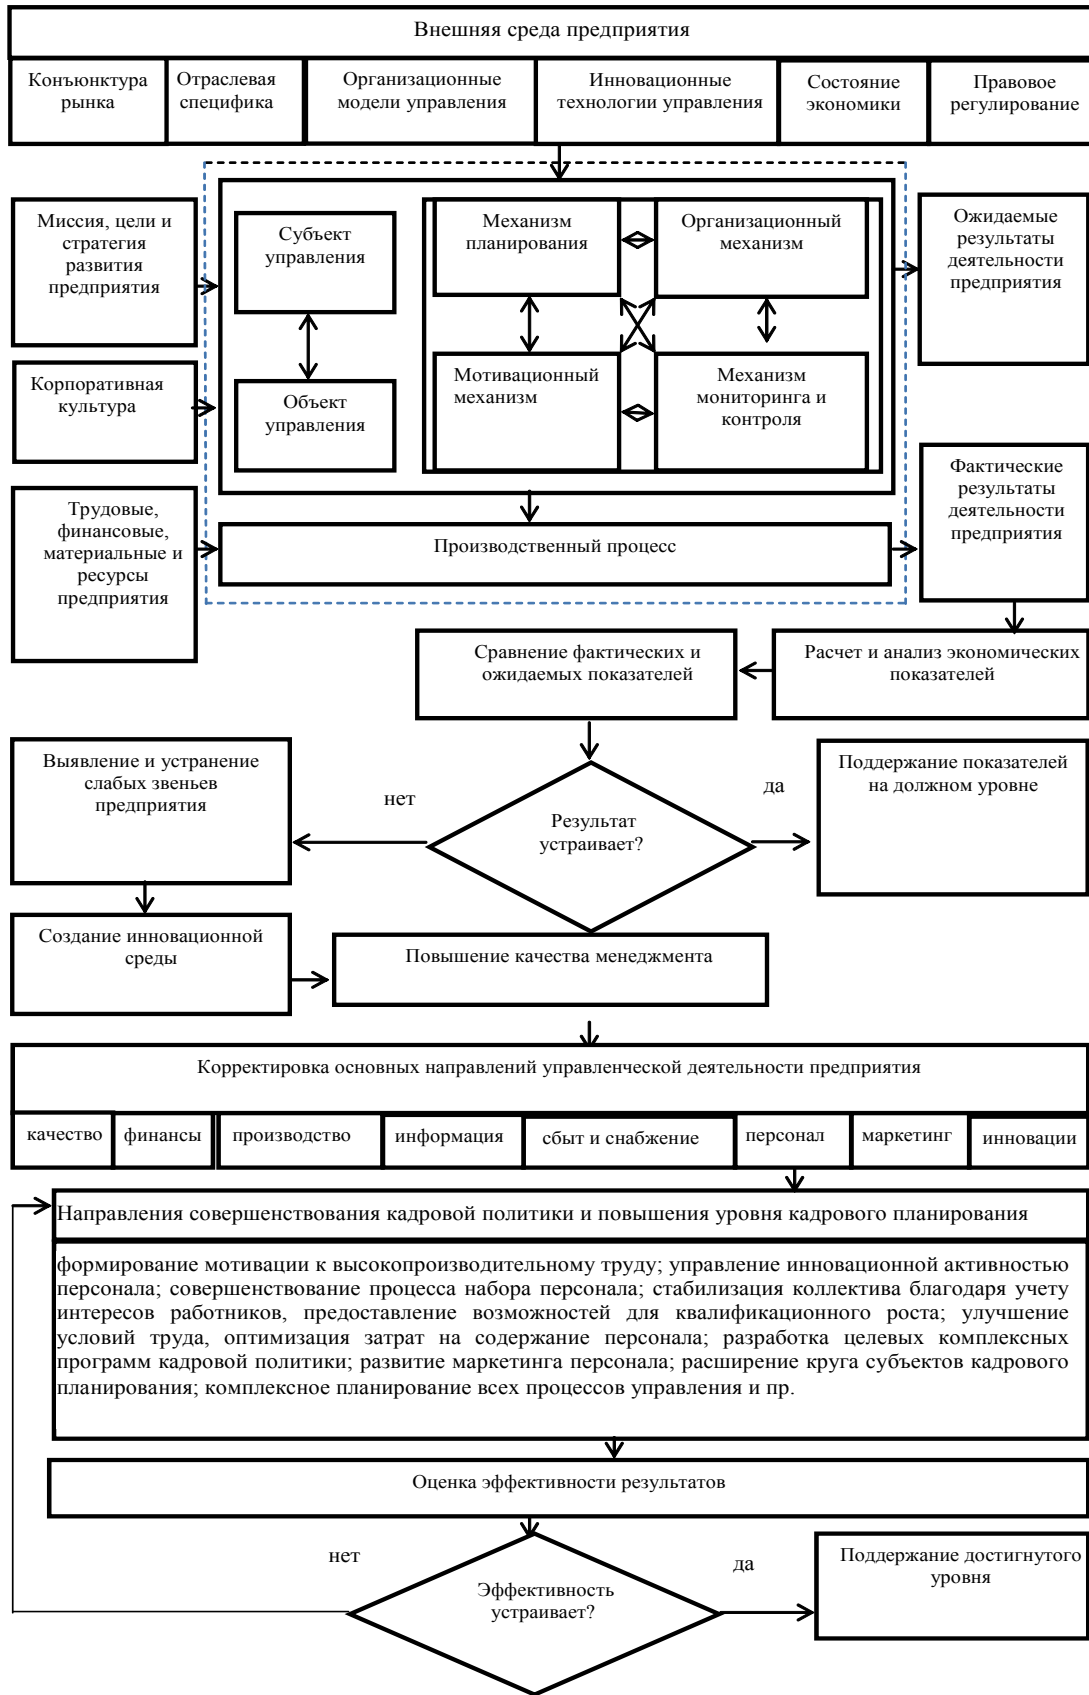 Внешняя среда предприятия
Конъюнктура
рынка
Отраслевая
специфика
Организационные
модели управления
Инновационные
технологии управления
Состояние
экономики
Правовое
регулирование
Миссия, цели и
стратегия
развития
предприятия
Субъект
управления
Механизм
планирования
Организационный
механизм
Ожидаемые
результаты
деятельности
предприятия
Корпоративная
культура
Объект
управления
Мотивационный
механизм
Механизм
мониторинга и
контроля
Фактические
результаты
деятельности
предприятия
Трудовые,
финансовые,
материальные и
ресурсы
предприятия
Производственный процесс
Сравнение фактических и
ожидаемых показателей
Расчет и анализ экономических
показателей
Выявление и устранение
слабых звеньев
предприятия
нет
Результат
устраивает?
да
Поддержание показателей
на должном уровне
Создание инновационной
среды
Повышение качества менеджмента
Корректировка основных направлений управленческой деятельности предприятия
качество
финансы
производство
информация
сбыт и снабжение
персонал
маркетинг
инновации
Направления совершенствования кадровой политики и повышения уровня кадрового планирования
формирование мотивации к высокопроизводительному труду; управление инновационной активностью
персонала; совершенствование процесса набора персонала; стабилизация коллектива благодаря учету
интересов работников, предоставление возможностей для квалификационного роста; улучшение
условий труда, оптимизация затрат на содержание персонала; разработка целевых комплексных
программ кадровой политики; развитие маркетинга персонала; расширение круга субъектов кадрового
планирования; комплексное планирование всех процессов управления и пр.
Оценка эффективности результатов
нет
Эффективность
устраивает?
да
Поддержание достигнутого
уровня